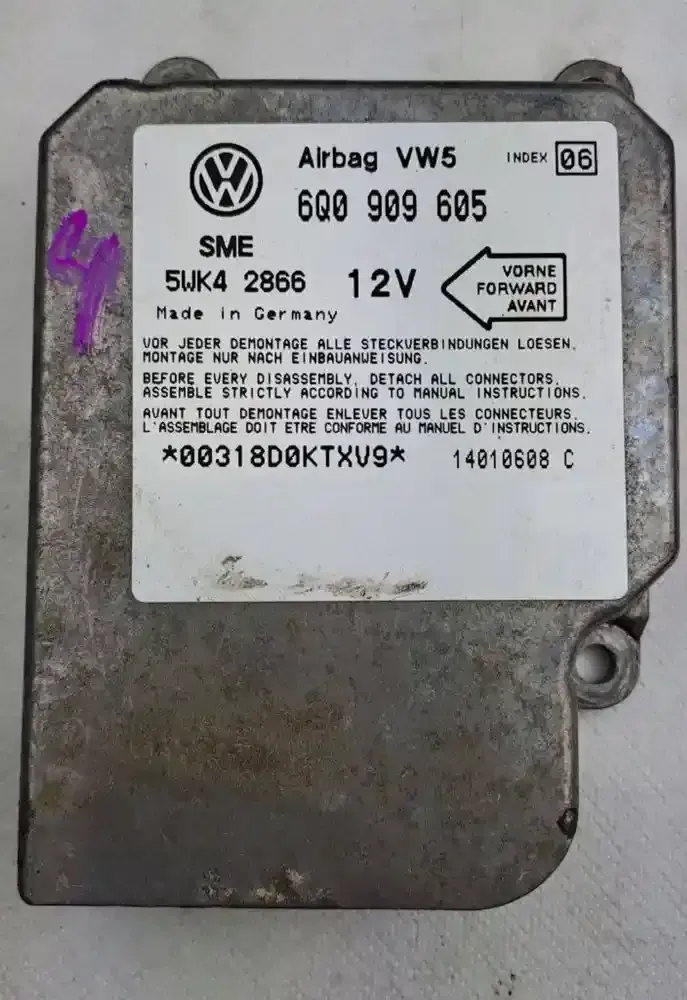 Airbag VW5 INDEX 06
6Q0 909 605
SME
5WK4 2866 12V
VORNE
FORWARD
AVANT
Made in Germany
VOR JEDER DEMONTAGE ALLE STECKVERBINDUNGEN LOESEN.
MONTAGE NUR NACH EINBAUANWEISUNG.
BEFORE EVERY DISASSEMBLY, DETACH ALL CONNECTORS.
ASSEMBLE STRICTLY ACCORDING TO MANUAL INSTRUCTIONS.
AVANT TOUT DEMONTAGE ENLEVER TOUS LES CONNECTEURS.
L'ASSEMBLAGE DOIT ETRE CONFORME AU MANUEL D'INSTRUCTIONS.
*00318D0KTXV9* 14010608 C